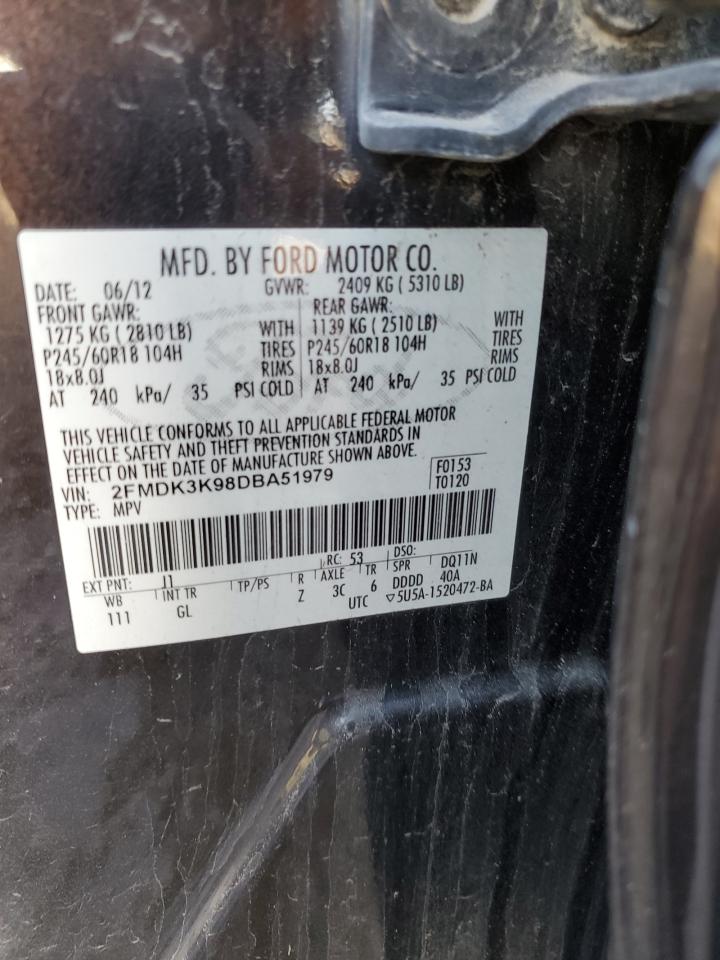 MFD. BY FORD MOTOR CO.
DATE: 06/12 GVWR: 2409 KG ( 5310 LB)
FRONT GAWR: REAR GAWR:
1275 KG ( 2810 LB) WITH 1139 KG ( 2510 LB) WITH
P245/60R18 104H TIRES P245/60R18 104H TIRES
18x8.0J RIMS 18x8.0J RIMS
AT 240 kPa/ 35 PSI COLD AT 240 kPa/ 35 PSI COLD
THIS VEHICLE CONFORMS TO ALL APPLICABLE FEDERAL MOTOR
VEHICLE SAFETY AND THEFT PREVENTION STANDARDS IN
EFFECT ON THE DATE OF MANUFACTURE SHOWN ABOVE.
VIN: 2FMDK3K98DBA51979 F0153
TYPE: MPV T0120
EXT PNT: J1 RC: 53 DSO: DQ11N
WB INT TR TP/PS R AXLE TR SPR 40A
111 GL Z 3C 6 DDDD
UTC ▽5U5A-1520472-BA